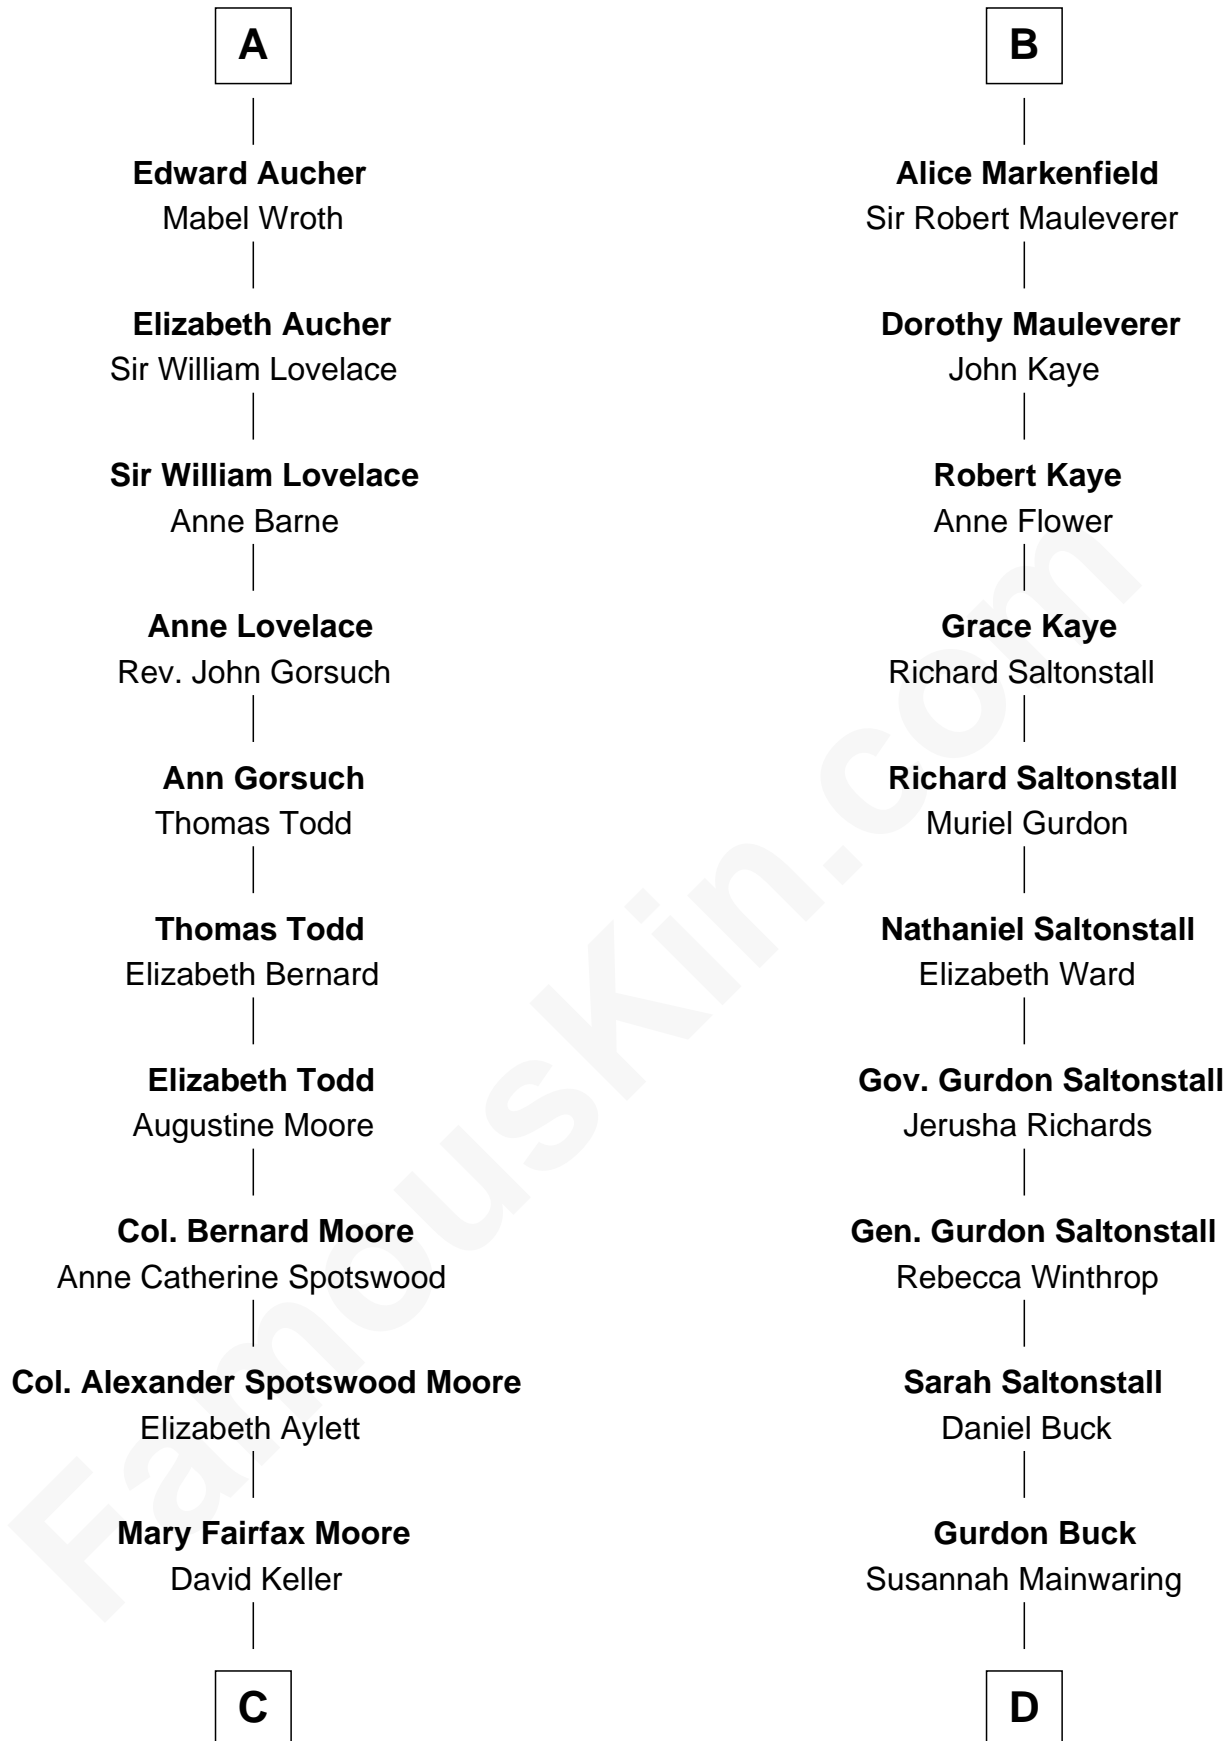 A
Edward Aucher
Mabel Wroth
Elizabeth Aucher
Sir William Lovelace
Sir William Lovelace
Anne Barne
Anne Lovelace
Rev. John Gorsuch
Ann Gorsuch
Thomas Todd
Thomas Todd
Elizabeth Bernard
Elizabeth Todd
Augustine Moore
Col. Bernard Moore
Anne Catherine Spotswood
Col. Alexander Spotswood Moore
Elizabeth Aylett
Mary Fairfax Moore
David Keller
C
B
Alice Markenfield
Sir Robert Mauleverer
Dorothy Mauleverer
John Kaye
Robert Kaye
Anne Flower
Grace Kaye
Richard Saltonstall
Richard Saltonstall
Muriel Gurdon
Nathaniel Saltonstall
Elizabeth Ward
Gov. Gurdon Saltonstall
Jerusha Richards
Gen. Gurdon Saltonstall
Rebecca Winthrop
Sarah Saltonstall
Daniel Buck
Gurdon Buck
Susannah Mainwaring
D
FamousKin.com